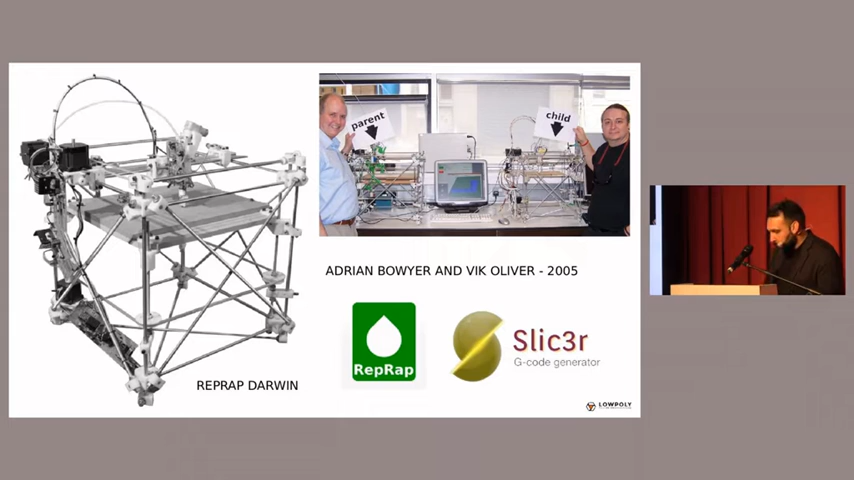 parent
child
ADRIAN BOWYER AND VIK OLIVER - 2005
RepRap
Slic3r
G-code generator
REPRAP DARWIN
LOWPOLY